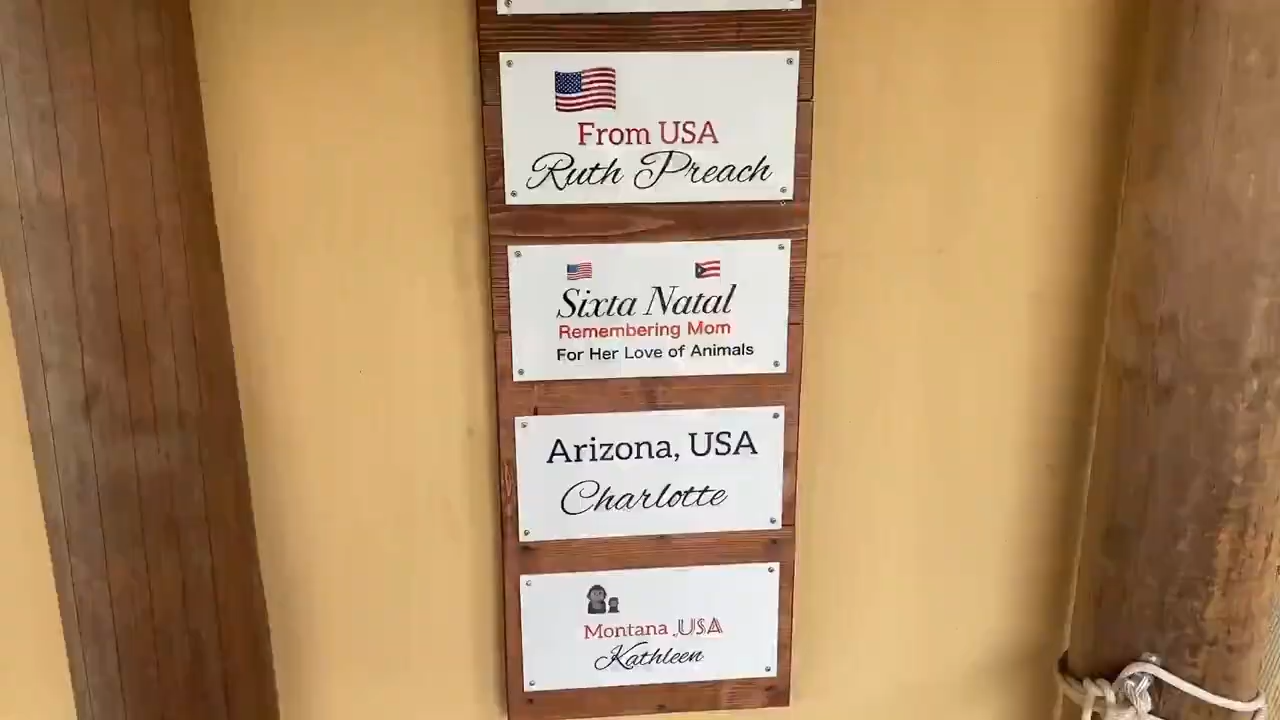 From USA
Ruth Preach
Sixta Natal
Remembering Mom
For Her Love of Animals
Arizona, USA
Charlotte
Montana ,USA
Kathleen